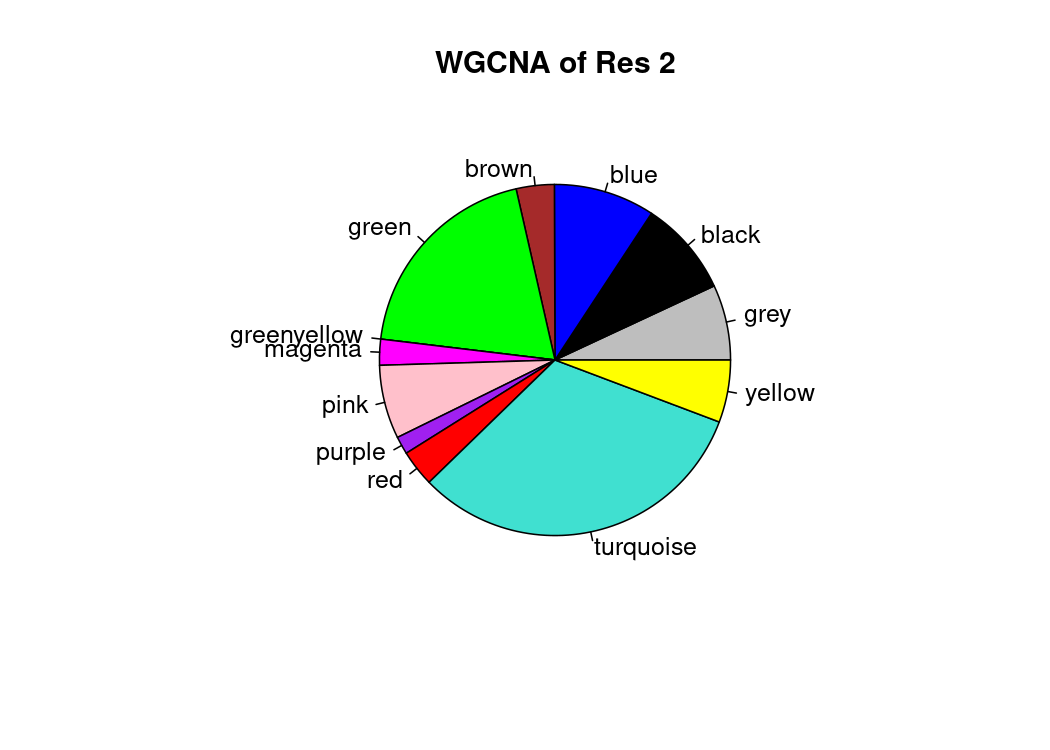 WGCNA of Res 2
brown
blue
green
black
grey
greenyellow
magenta
yellow
pink
purple
red
turquoise